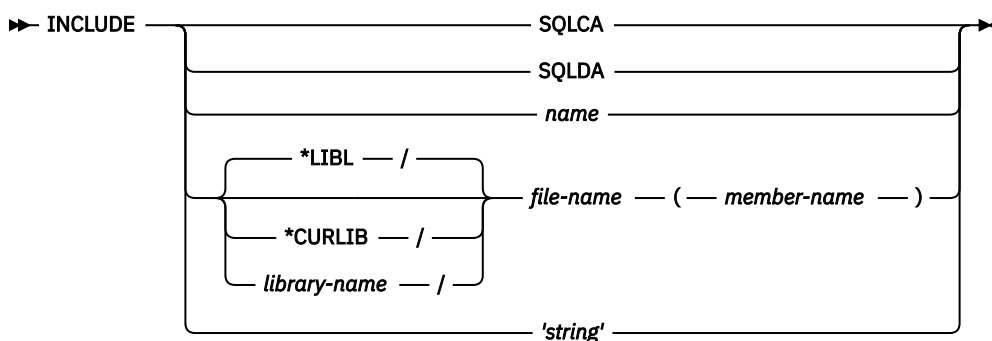 INCLUDE SQLCA
SQLDA
name
*LIBL /
file-name ( member-name )
*CURLIB /
library-name /
'string'